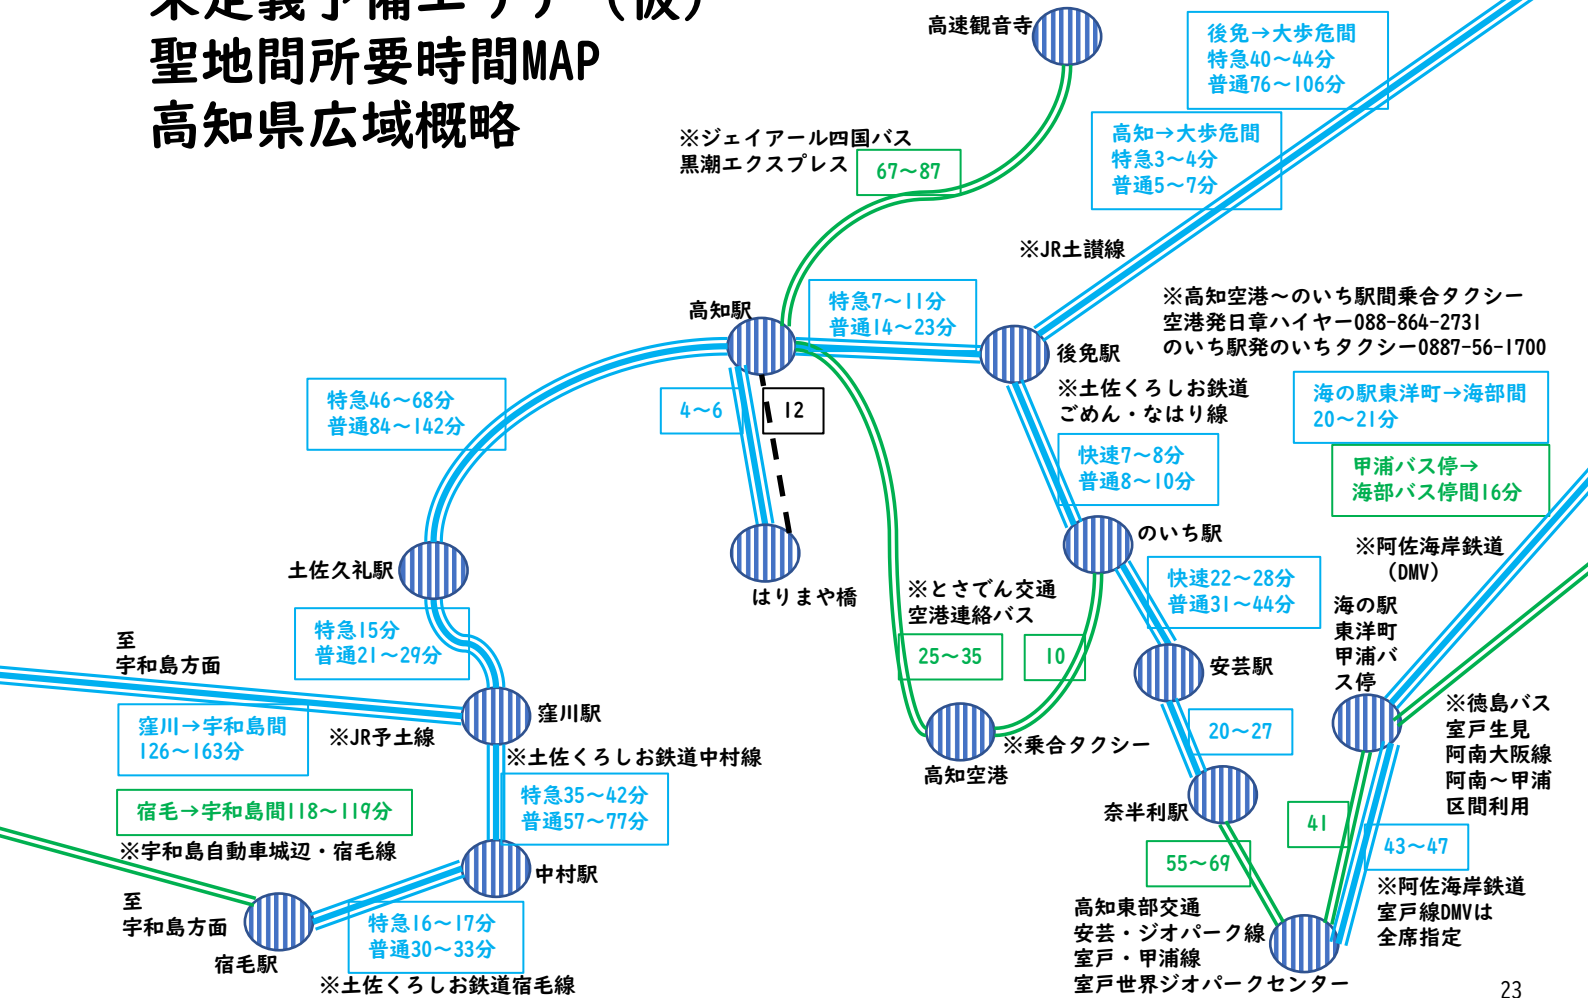 未定義予備エリア（仮）
聖地間所要時間MAP
高知県広域概略
高速観音寺
後免→大歩危間
特急40～44分
普通76～106分
※ジェイアール四国バス
黒潮エクスプレス
67～87
高知→大歩危間
特急3～4分
普通5～7分
※JR土讃線
高知駅
特急7～11分
普通14～23分
後免駅
※高知空港～のいち駅間乗合タクシー
空港発日章ハイヤー088-864-2731
のいち駅発のいちタクシー0887-56-1700
特急46～68分
普通84～142分
4～6
12
※土佐くろしお鉄道
ごめん・なはり線
海の駅東洋町→海部間
20～21分
快速7～8分
普通8～10分
甲浦バス停→
海部バス停間16分
のいち駅
はりまや橋
土佐久礼駅
※阿佐海岸鉄道
（DMV）
快速22～28分
普通31～44分
※とさでん交通
空港連絡バス
海の駅
東洋町
甲浦バ
ス停
25～35
10
安芸駅
特急15分
普通21～29分
至
宇和島方面
窪川駅
窪川→宇和島間
126～163分
※JR予土線
※土佐くろしお鉄道中村線
20～27
※徳島バス
室戸生見
阿南大阪線
阿南～甲浦
区間利用
高知空港
※乗合タクシー
特急35～42分
普通57～77分
宿毛→宇和島間118～119分
※宇和島自動車城辺・宿毛線
奈半利駅
41
43～47
55～69
中村駅
至
宇和島方面
宿毛駅
特急16～17分
普通30～33分
※土佐くろしお鉄道宿毛線
高知東部交通
安芸・ジオパーク線
室戸・甲浦線
室戸世界ジオパークセンター
※阿佐海岸鉄道
室戸線DMVは
全席指定
23